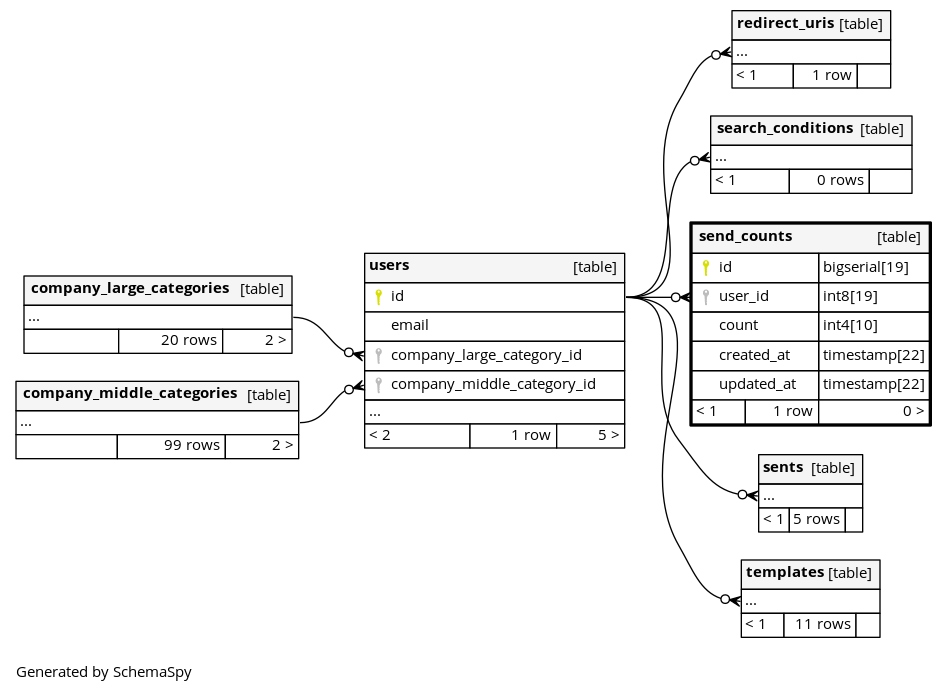 redirect_uris [table]
...
< 1 1 row
search_conditions [table]
...
< 1 0 rows
send_counts [table]
id bigserial[19]
user_id int8[19]
count int4[10]
created_at timestamp[22]
updated_at timestamp[22]
< 1 1 row 0 >
users [table]
id
email
company_large_category_id
company_middle_category_id
...
< 2 1 row 5 >
company_large_categories [table]
...
20 rows 2 >
company_middle_categories [table]
...
99 rows 2 >
sents [table]
...
< 1 5 rows
templates [table]
...
< 1 11 rows
Generated by SchemaSpy